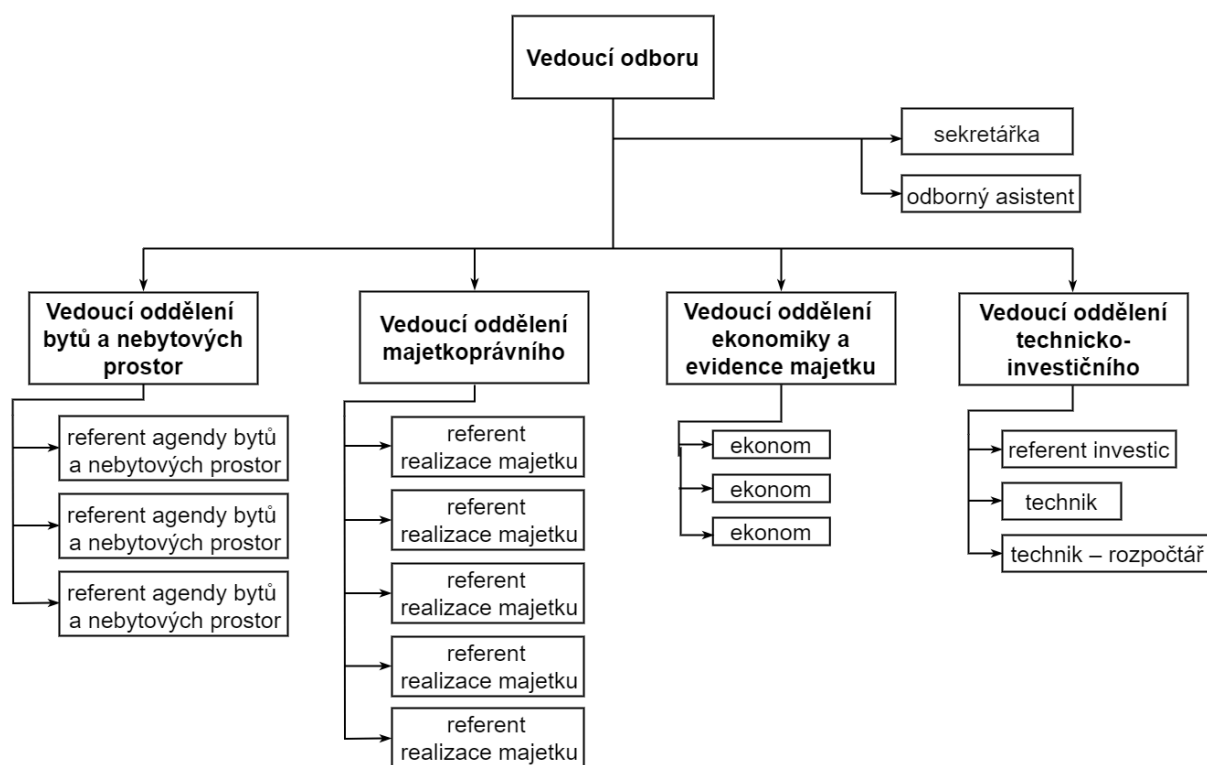 Vedoucí odboru
sekretářka
odborný asistent
Vedoucí oddělení
bytů a nebytových
prostor
referent agendy bytů
a nebytových prostor
referent agendy bytů
a nebytových prostor
referent agendy bytů
a nebytových prostor
Vedoucí oddělení
majetkoprávního
referent
realizace majetku
referent
realizace majetku
referent
realizace majetku
referent
realizace majetku
referent
realizace majetku
Vedoucí oddělení
ekonomiky a
evidence majetku
ekonom
ekonom
ekonom
Vedoucí oddělení
technicko-
investičního
referent investic
technik
technik – rozpočtář